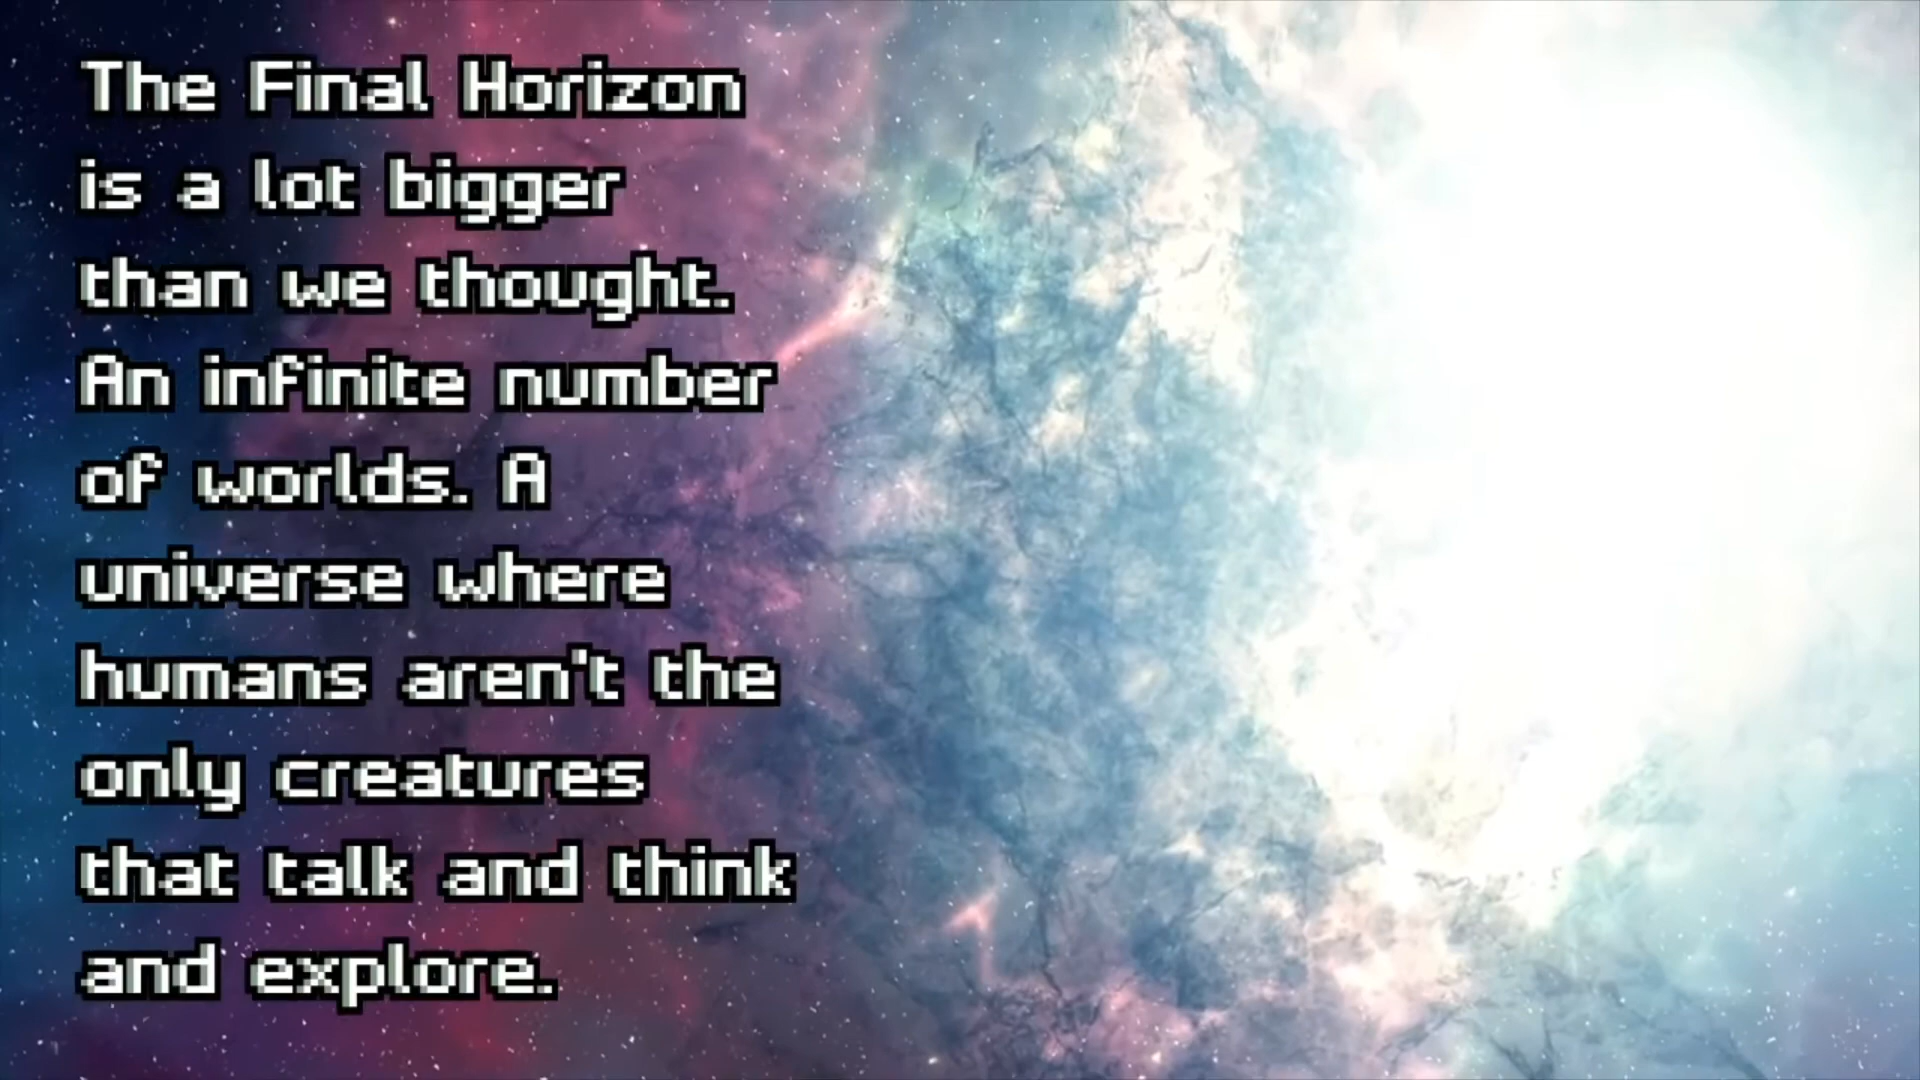 The Final Horizon
is a lot bigger
than we thought.
An infinite number
of worlds. A
universe where
humans aren't the
only creatures
that talk and think
and explore.